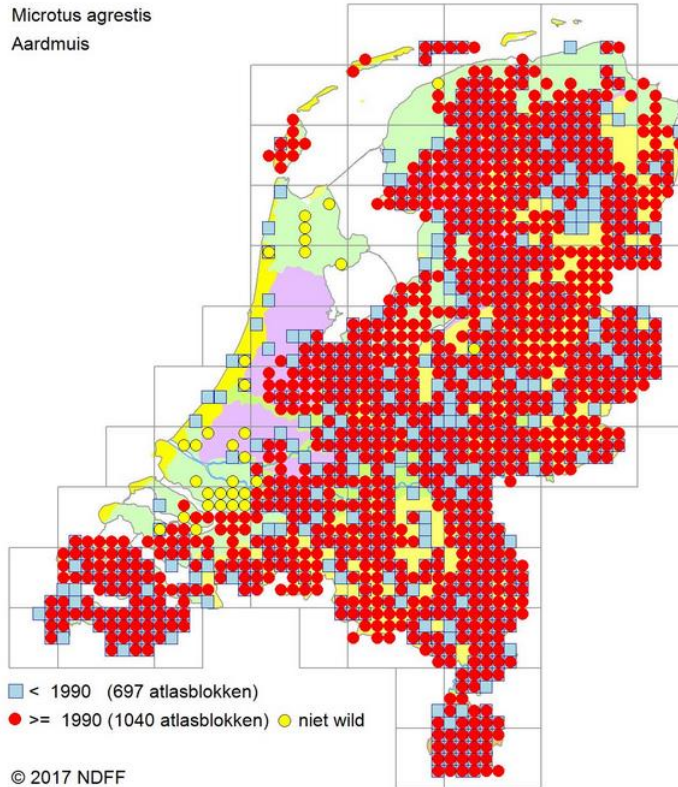 Microtus agrestis
Aardmuis
< 1990 (697 atlasblokken)
>= 1990 (1040 atlasblokken) niet wild
© 2017 NDFF